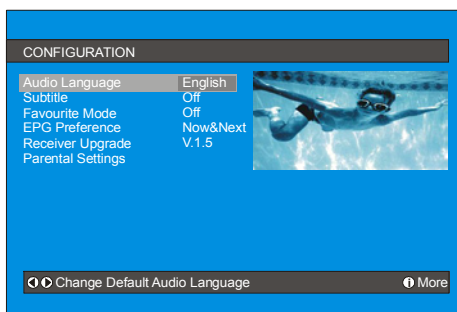 CONFIGURATION
Audio Language English
Subtitle Off
Favourite Mode Off
EPG Preference Now&Next
Receiver Upgrade V.1.5
Parental Settings
Change Default Audio Language i More